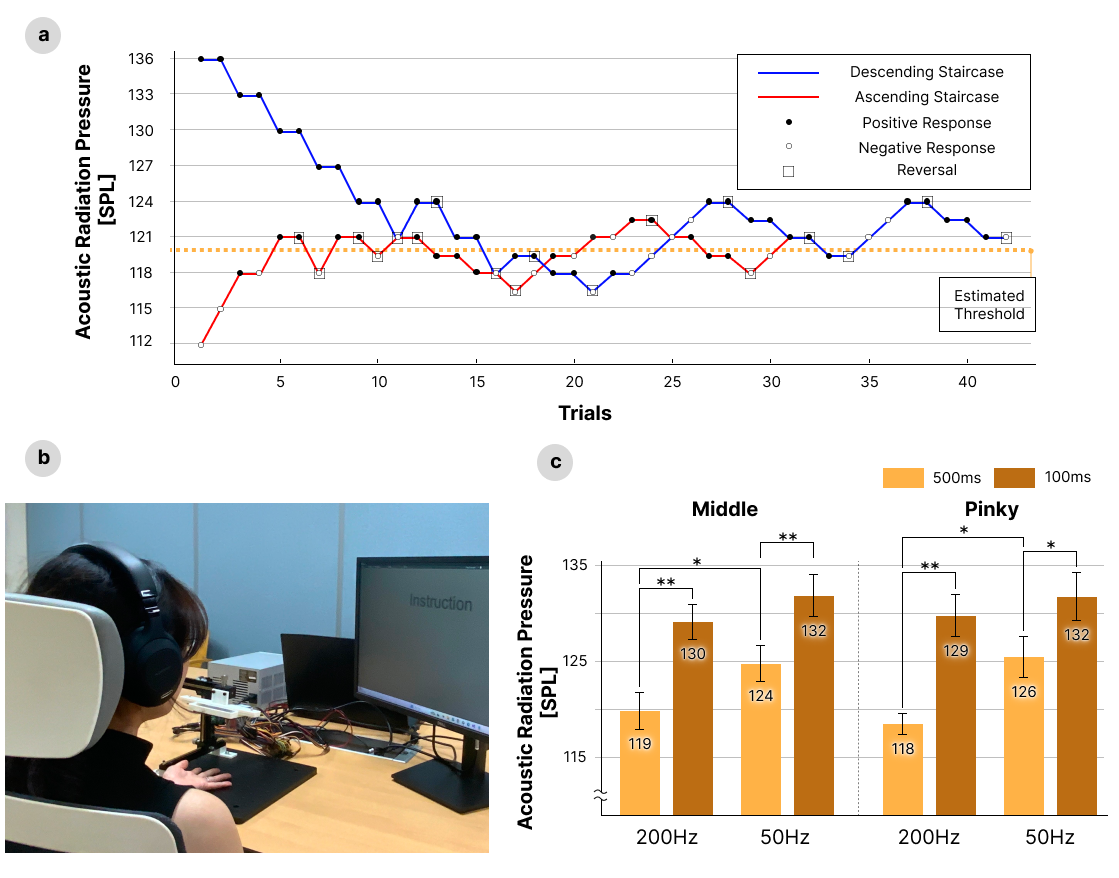 a
Acoustic Radiation Pressure
[SPL]
136
133
130
127
124
121
118
115
112
0 5 10 15 20 25 30 35 40
Trials
Descending Staircase
Ascending Staircase
Positive Response
Negative Response
Reversal
Estimated
Threshold
b
Instruction
c
500ms 100ms
Middle Pinky
Acoustic Radiation Pressure
[SPL]
135
125
115
** * ** ** * *
119 130 124 132 118 129 126 132
200Hz 50Hz 200Hz 50Hz